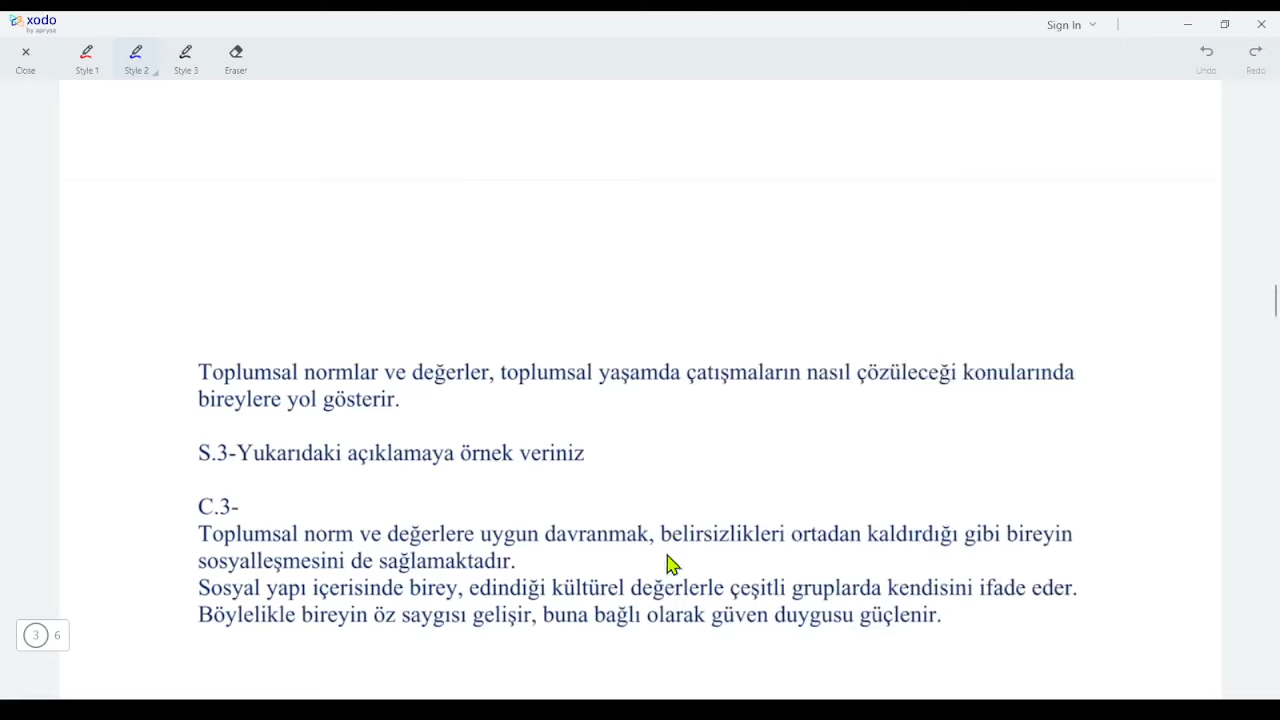 xodo
by apryse
Sign In
Close
Style 1
Style 2
Style 3
Eraser
Undo
Redo
Toplumsal normlar ve değerler, toplumsal yaşamda çatışmaların nasıl çözüleceği konularında
bireylere yol gösterir.
S.3-Yukarıdaki açıklamaya örnek veriniz
C.3-
Toplumsal norm ve değerlere uygun davranmak, belirsizlikleri ortadan kaldırdığı gibi bireyin
sosyalleşmesini de sağlamaktadır.
Sosyal yapı içerisinde birey, edindiği kültürel değerlerle çeşitli gruplarda kendisini ifade eder.
Böylelikle bireyin öz saygısı gelişir, buna bağlı olarak güven duygusu güçlenir.
3 6